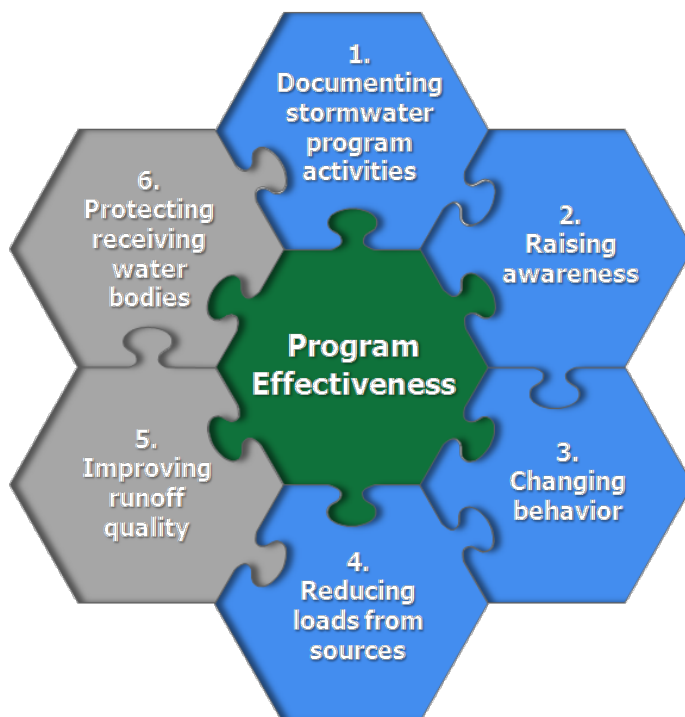 1.
Documenting
stormwater
program
activities
2.
Raising
awareness
3.
Changing
behavior
4.
Reducing
loads from
sources
5.
Improving
runoff
quality
6.
Protecting
receiving
water
bodies
Program
Effectiveness